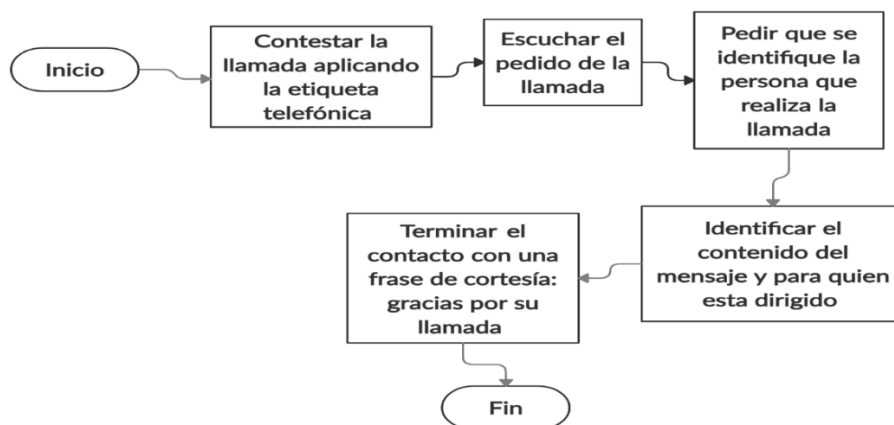 Inicio
Contestar la
llamada aplicando
la etiqueta
telefónica
Escuchar el
pedido de la
llamada
Pedir que se
identifique la
persona que
realiza la
llamada
Identificar el
contenido del
mensaje y para quien
esta dirigido
Terminar el
contacto con una
frase de cortesía:
gracias por su
llamada
Fin